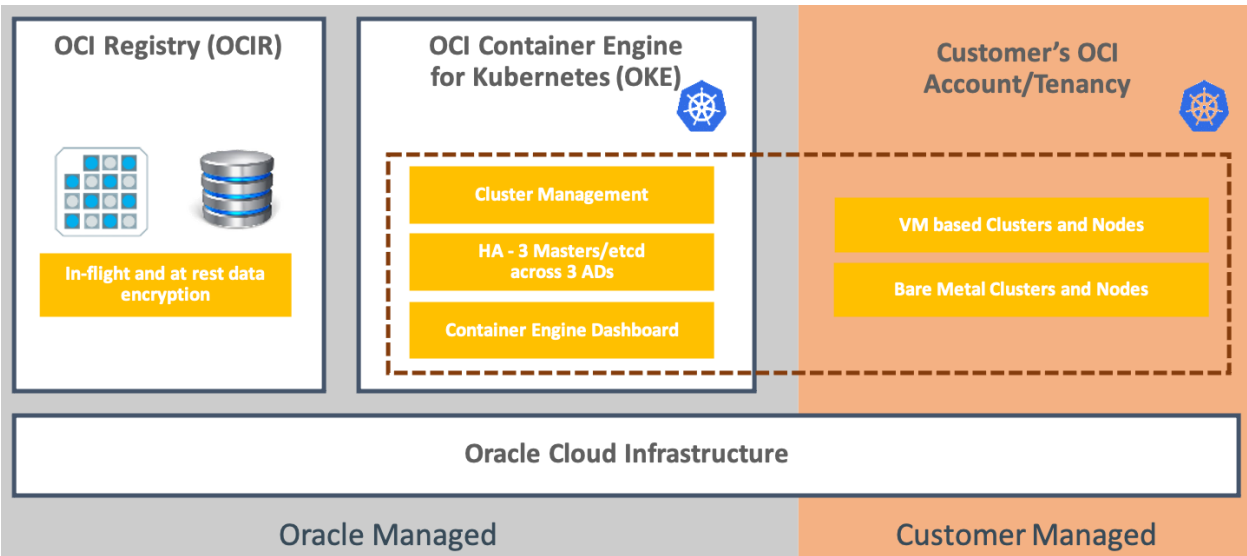 OCI Registry (OCIR)
In-flight and at rest data
encryption
OCI Container Engine
for Kubernetes (OKE)
Cluster Management
HA - 3 Masters/etcd
across 3 ADs
Container Engine Dashboard
Customer's OCI
Account/Tenancy
VM based Clusters and Nodes
Bare Metal Clusters and Nodes
Oracle Cloud Infrastructure
Oracle Managed
Customer Managed